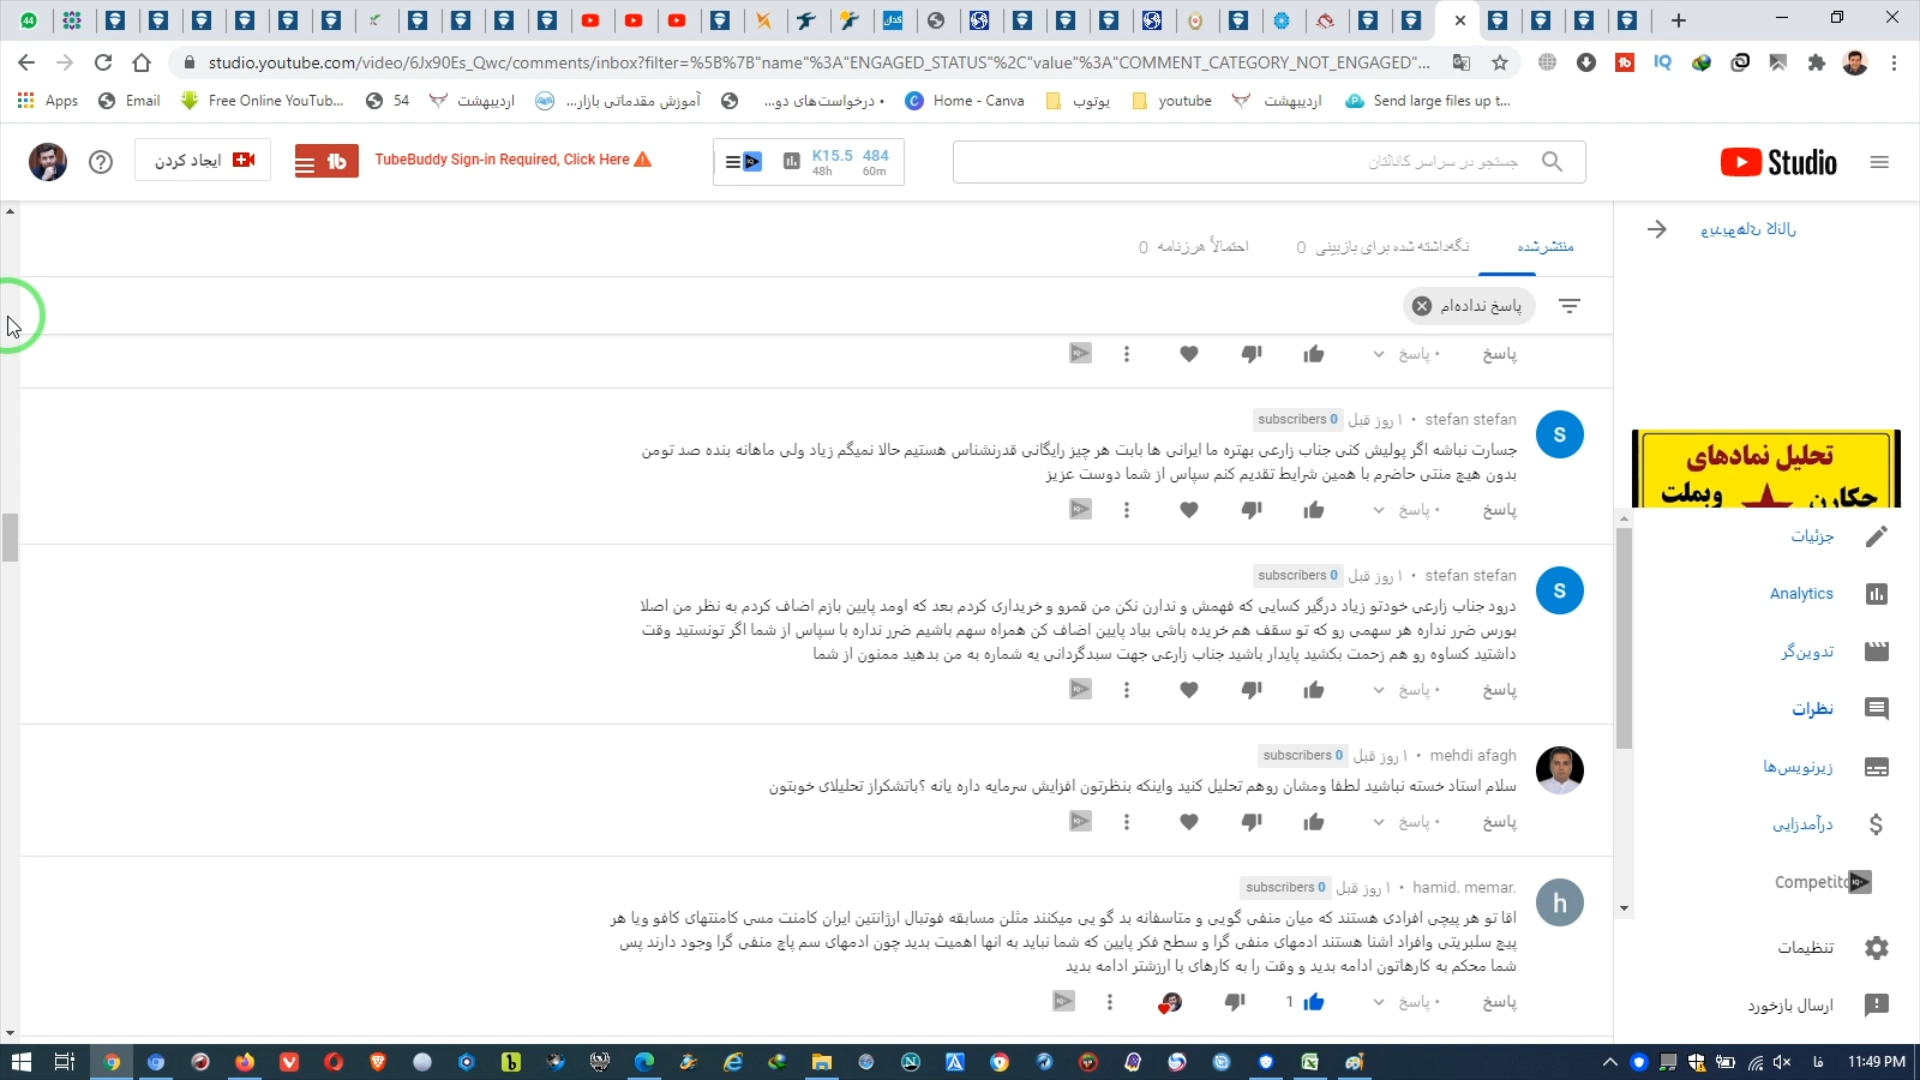 44
studio.youtube.com/video/6Jx90Es_Qwc/comments/inbox?filter=%5B%7B"name"%3A"ENGAGED_STATUS"%2C"value"%3A"COMMENT_CATEGORY_NOT_ENGAGED"...
Apps Email Free Online YouTub... 54 اردیبهشت آموزش مقدماتی بازار... • درخواست‌های دو... Home - Canva یوتوب youtube اردیبهشت Send large files up t...
ایجاد کردن TubeBuddy Sign-in Required, Click Here K15.5 484 جستجو در سراسر کانالتان Studio
48h 60m
ویدیوهای کانال
منتشرشده نگه‌داشته شده برای بازبینی 0 احتمالاً هرزنامه 0
پاسخ نداده‌ام
پاسخ • پاسخ
stefan stefan • ۱ روز قبل subscribers 0
جسارت نباشه اگر پولیش کنی جناب زارعی بهتره ما ایرانی ها بابت هر چیز رایگانی قدرنشناس هستیم حالا نمیگم زیاد ولی ماهانه بنده صد تومن
بدون هیچ منتی حاضرم با همین شرایط تقدیم کنم سپاس از شما دوست عزیز
پاسخ • پاسخ
stefan stefan • ۱ روز قبل subscribers 0
درود جناب زارعی خودتو زیاد درگیر کسایی که فهمش و ندارن نکن من قمرو و خریداری کردم بعد که اومد پایین بازم اضاف کردم به نظر من اصلا
بورس ضرر نداره هر سهمی رو که تو سقف هم خریده باشی بیاد پایین اضاف کن همراه سهم باشیم ضرر نداره با سپاس از شما اگر تونستید وقت
داشتید کساوه رو هم زحمت بکشید پایدار باشید جناب زارعی جهت سبدگردانی یه شماره به من بدهید ممنون از شما
پاسخ • پاسخ
mehdi afagh • ۱ روز قبل subscribers 0
سلام استاد خسته نباشید لطفا ومشان روهم تحلیل کنید واینکه بنظرتون افزایش سرمایه داره یانه ؟باتشکراز تحلیلای خوبتون
پاسخ • پاسخ
hamid. memar. • ۱ روز قبل subscribers 0
اقا تو هر پیچی افرادی هستند که میان منفی گویی و متاسفانه بد گو یی میکنند مثلن مسابقه فوتبال ارژانتین ایران کامنت مسی کامنتهای کافو ویا هر
پیچ سلبریتی وافراد اشنا هستند ادمهای منفی گرا و سطح فکر پایین که شما نباید به انها اهمیت بدید چون ادمهای سم پاچ منفی گرا وجود دارند پس
شما محکم به کارهاتون ادامه بدید و وقت را به کارهای با ارزشتر ادامه بدید
پاسخ • پاسخ 1
تحلیل نمادهای
حکارن وبملت
جزئیات
Analytics
تدوین‌گر
نظرات
زیرنویس‌ها
درآمدزایی
Competito
تنظیمات
ارسال بازخورد
فا 11:49 PM